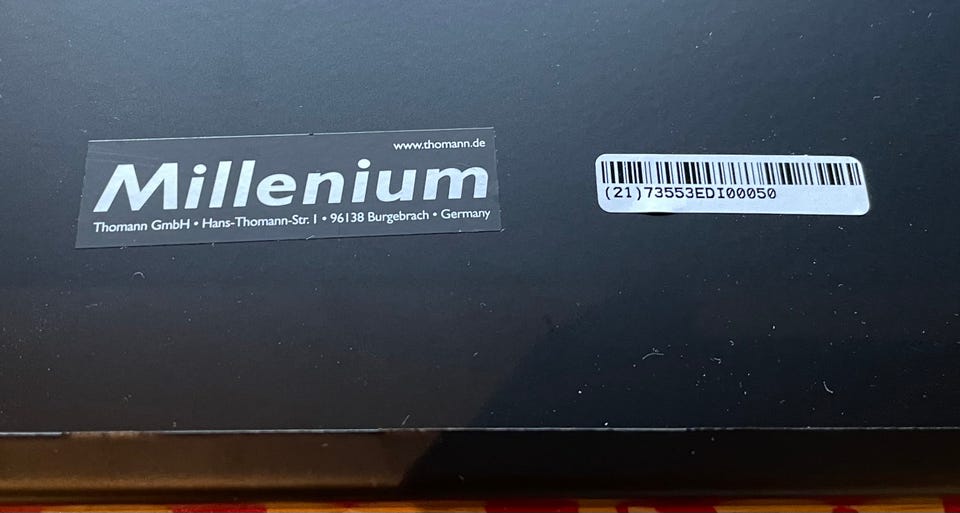 www.thomann.de
Millenium
Thomann GmbH • Hans-Thomann-Str. 1 • 96138 Burgebrach • Germany
(21)73553EDI00050